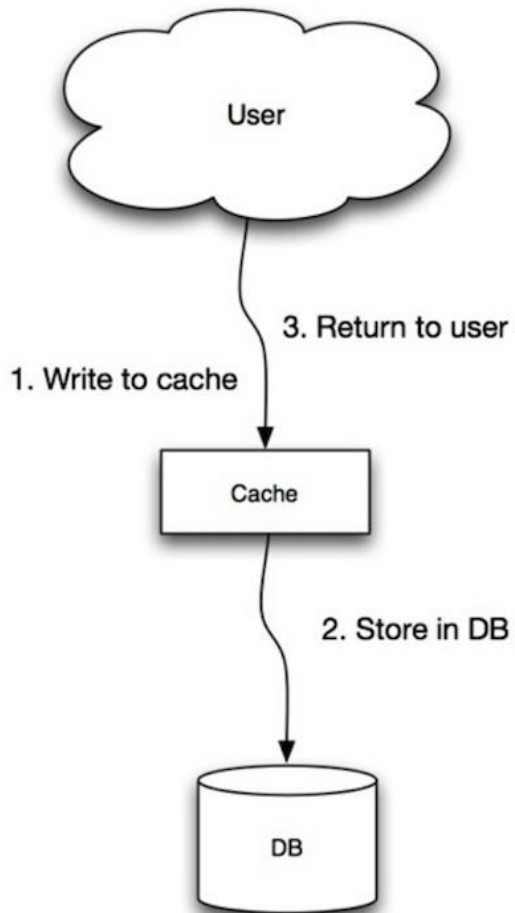 User
3. Return to user
1. Write to cache
Cache
2. Store in DB
DB